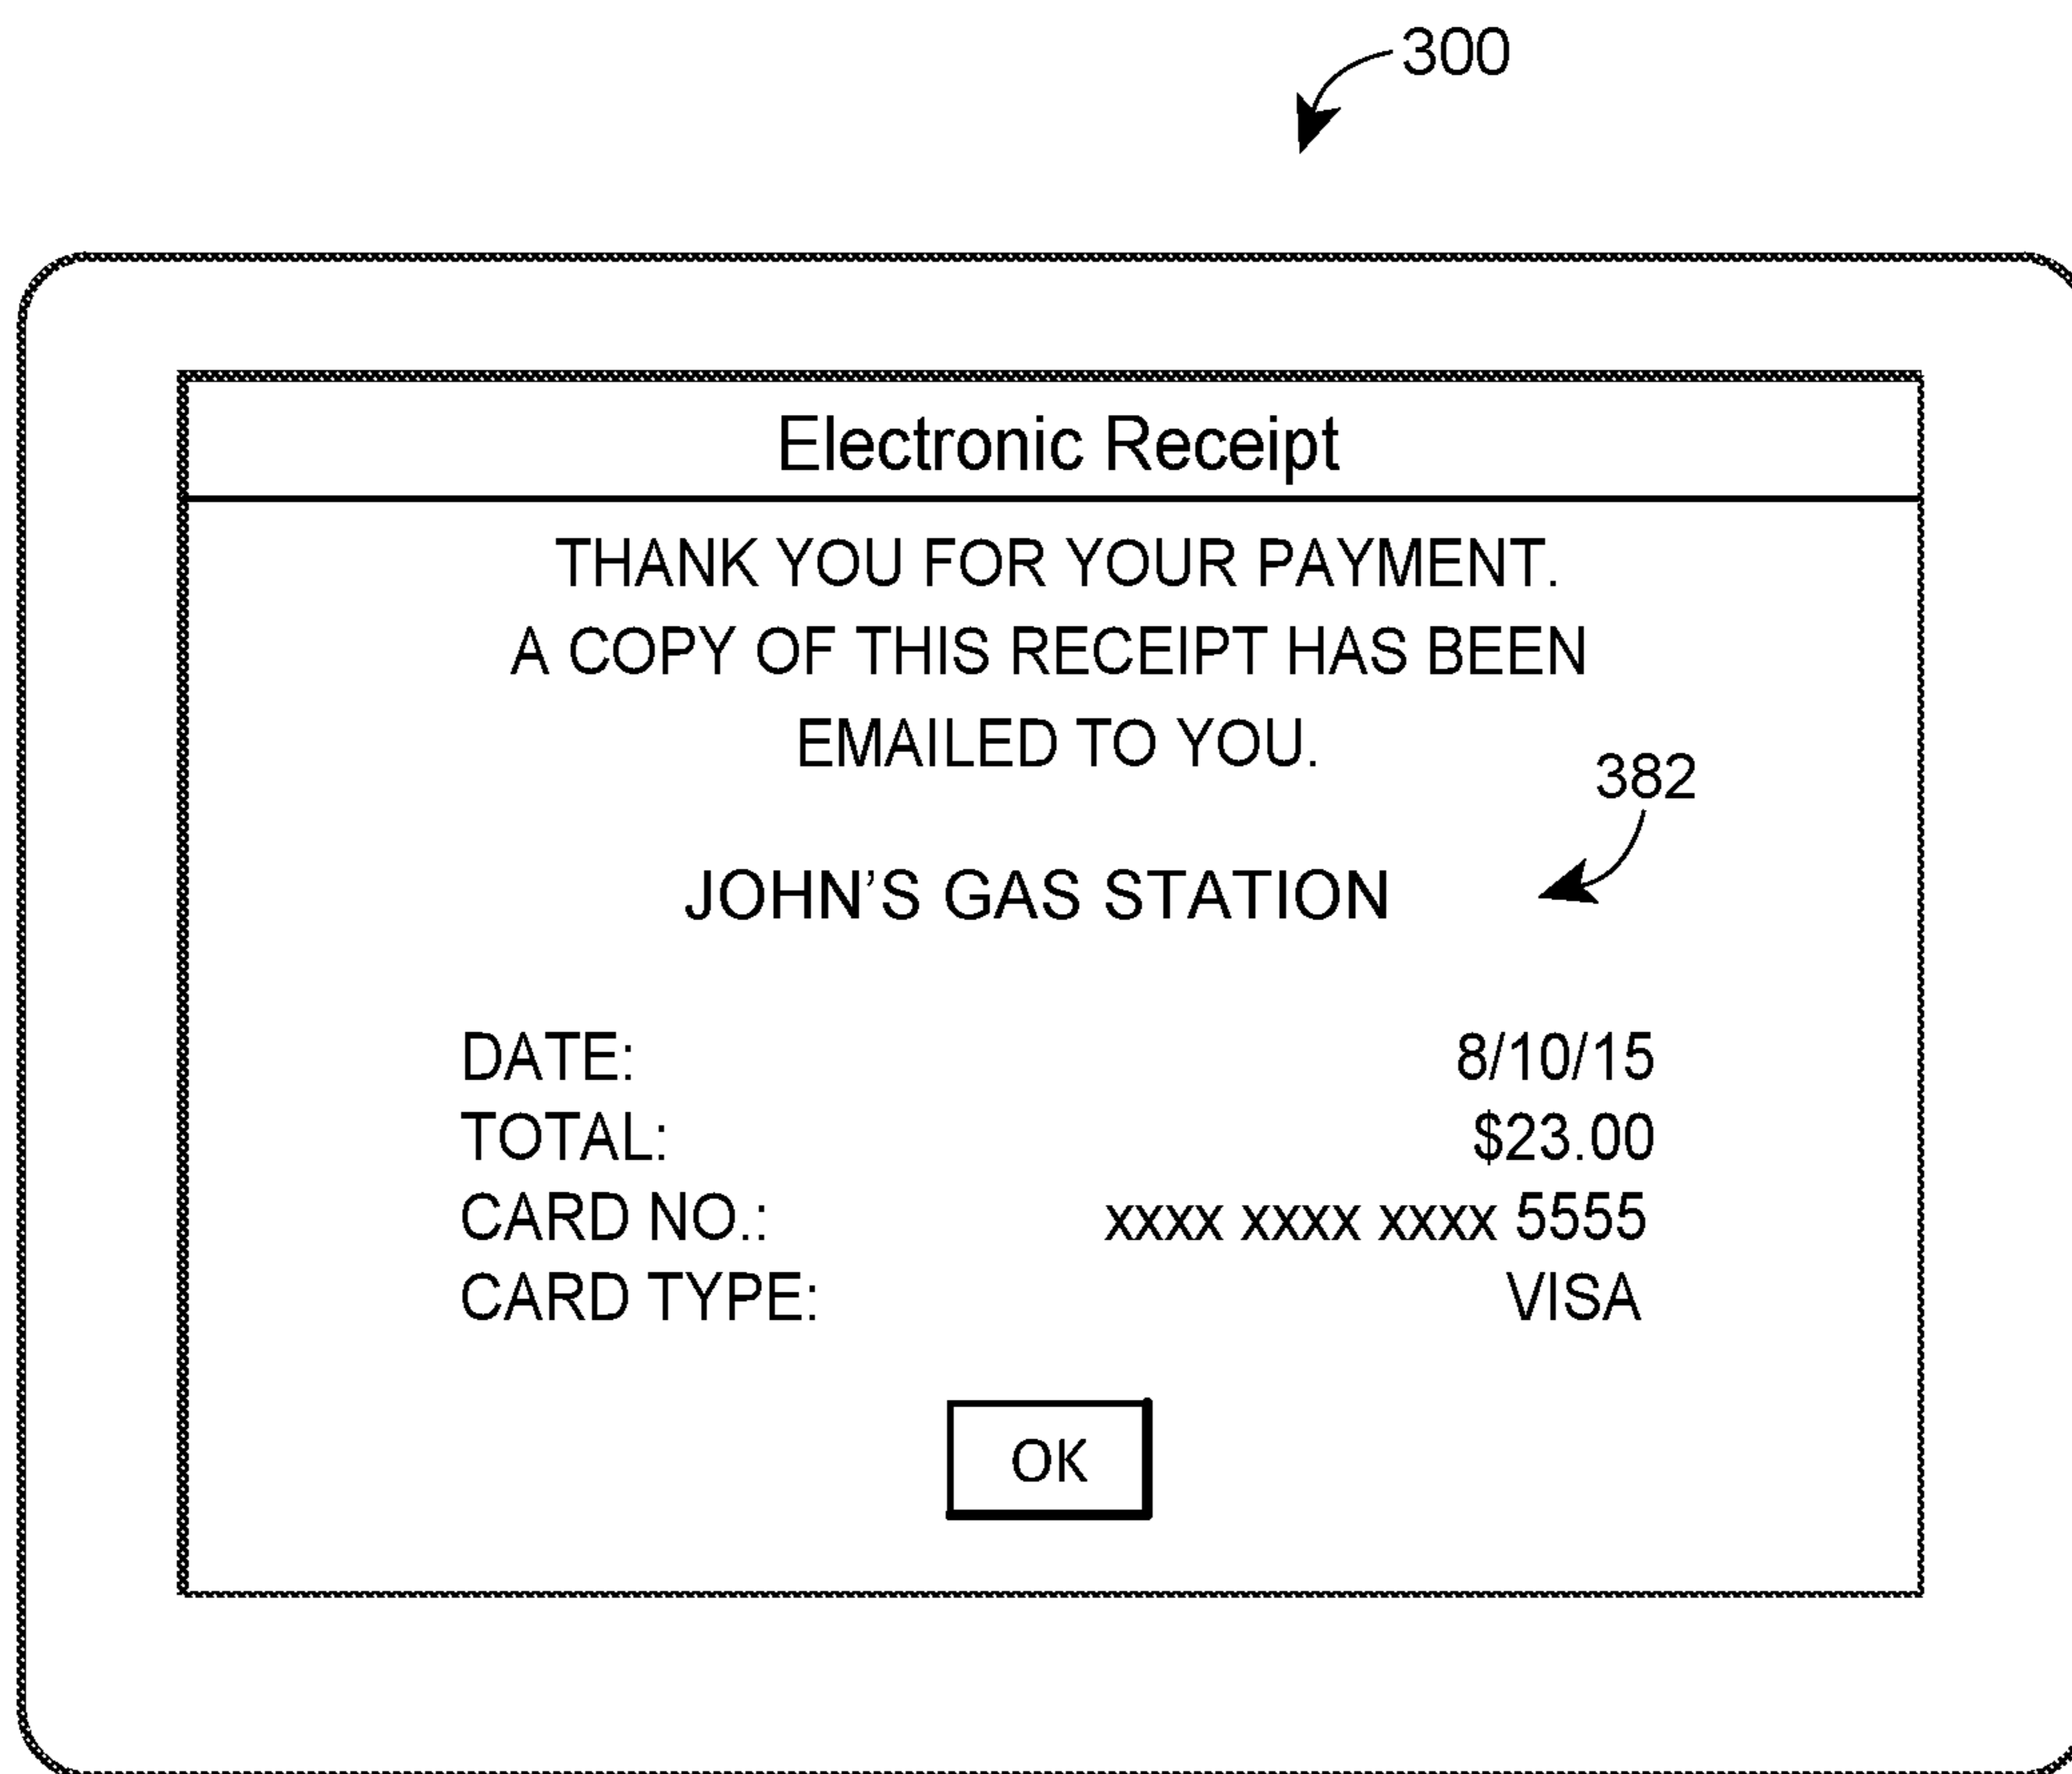 300
Electronic Receipt
THANK YOU FOR YOUR PAYMENT.
A COPY OF THIS RECEIPT HAS BEEN
EMAILED TO YOU.
382
JOHN'S GAS STATION
DATE: 8/10/15
TOTAL: $23.00
CARD NO.: xxxx xxxx xxxx 5555
CARD TYPE: VISA
OK